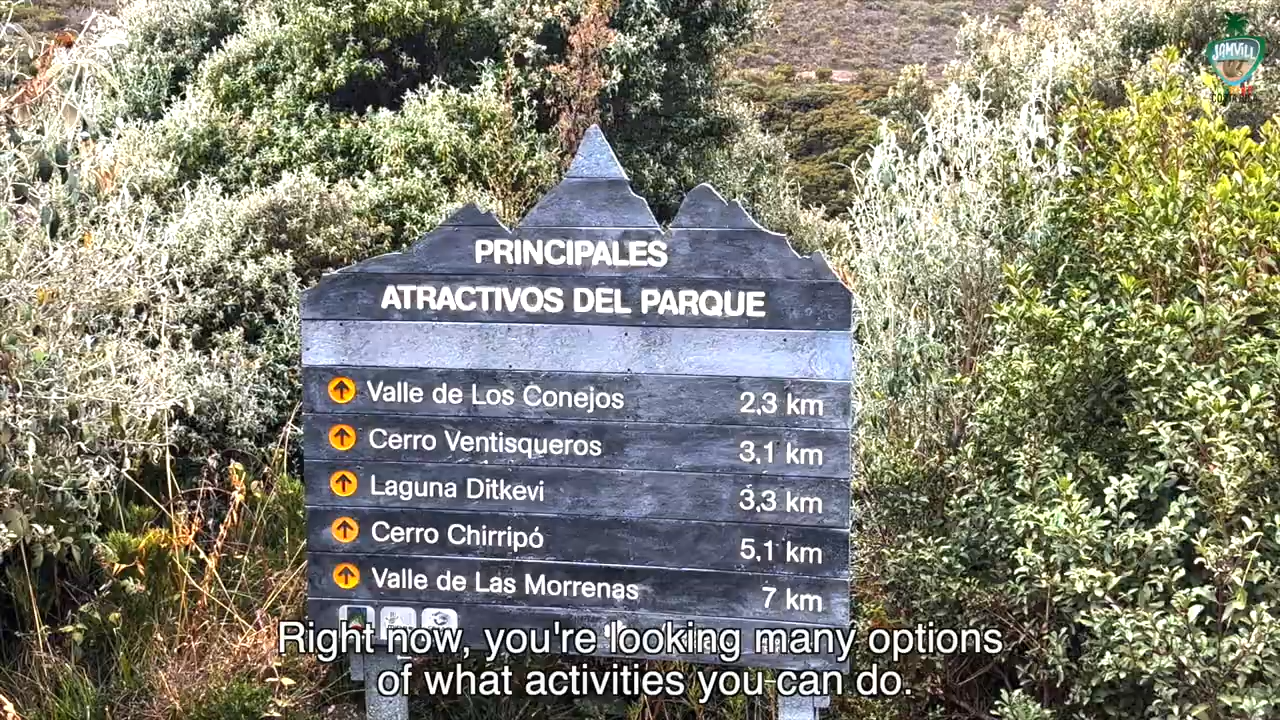 JAMVILL
PRINCIPALES
ATRACTIVOS DEL PARQUE
Valle de Los Conejos 2,3 km
Cerro Ventisqueros 3,1 km
Laguna Ditkevi 3,3 km
Cerro Chirripó 5,1 km
Valle de Las Morrenas 7 km
Right now, you're looking many options
of what activities you can do.